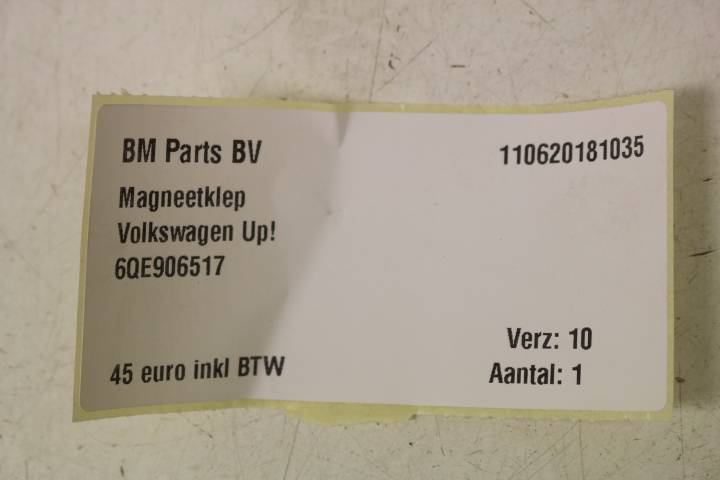 BM Parts BV
110620181035
Magneetklep
Volkswagen Up!
6QE906517
Verz: 10
45 euro inkl BTW
Aantal: 1